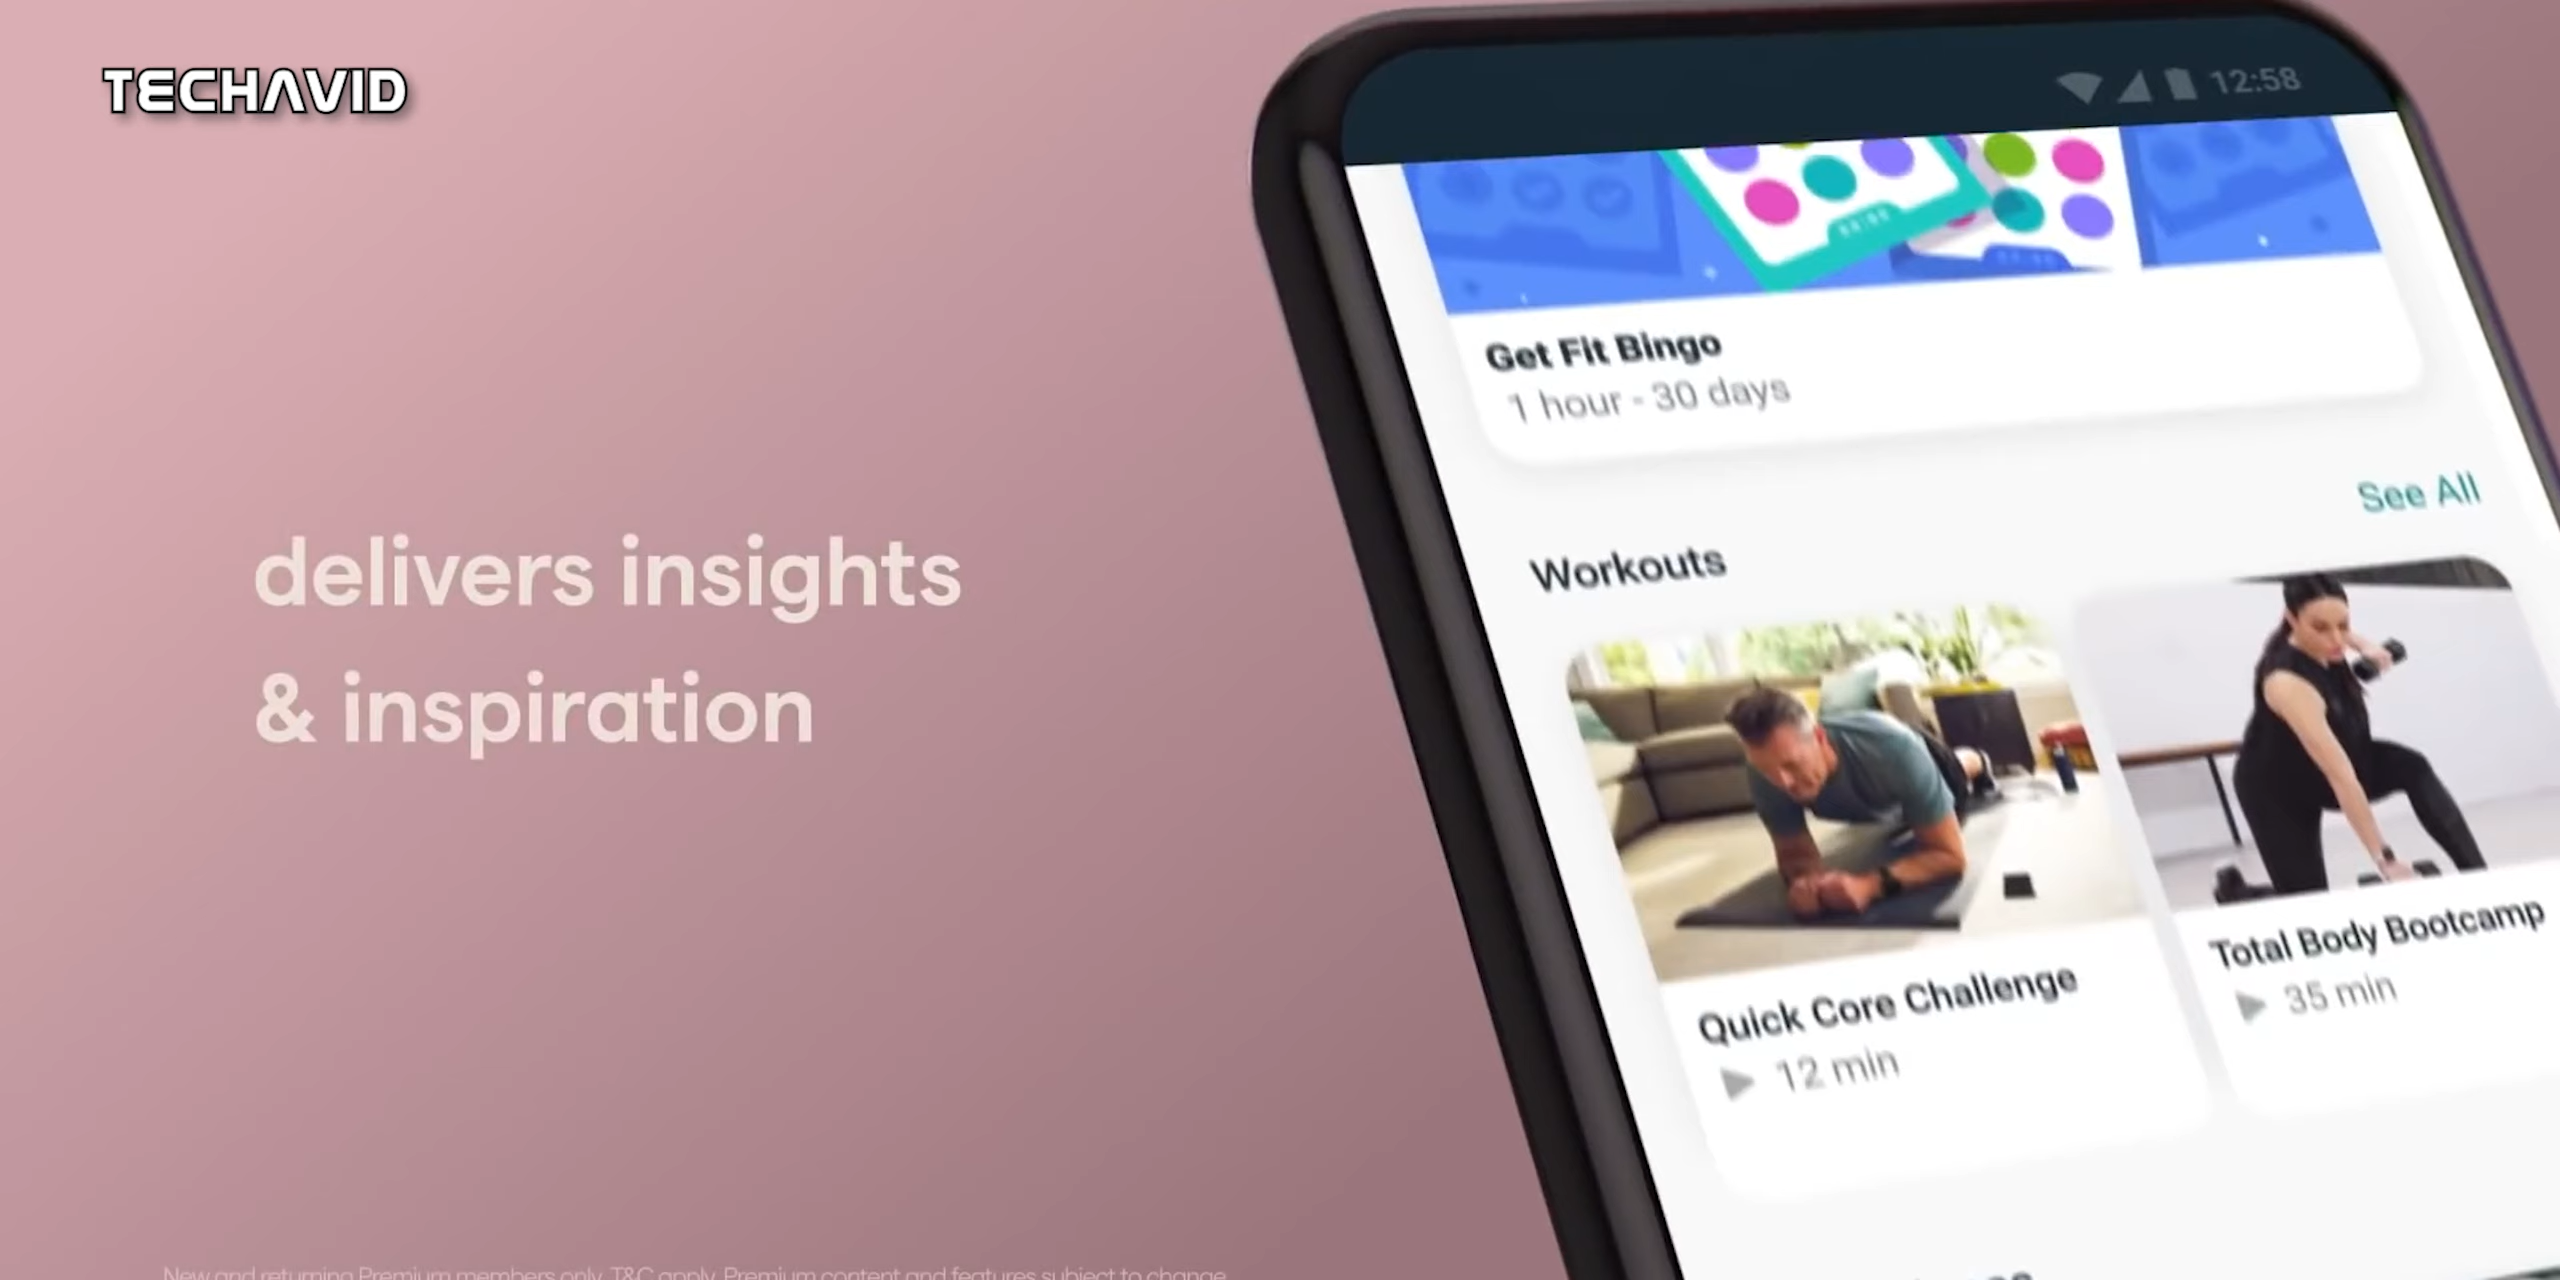 TECHAVID
12:58
Get Fit Bingo
1 hour - 30 days
See All
Workouts
delivers insights
& inspiration
Quick Core Challenge
12 min
Total Body Bootcamp
35 min
New and returning Premium members only. T&C apply. Premium content and features subject to change.